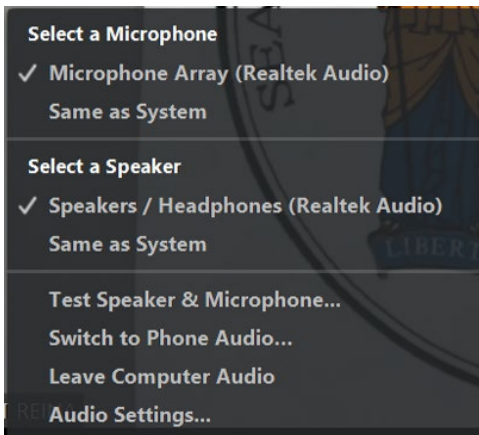 Select a Microphone
✓ Microphone Array (Realtek Audio)
Same as System
Select a Speaker
✓ Speakers / Headphones (Realtek Audio)
Same as System
LIBERT
Test Speaker & Microphone...
Switch to Phone Audio...
Leave Computer Audio
Audio Settings...